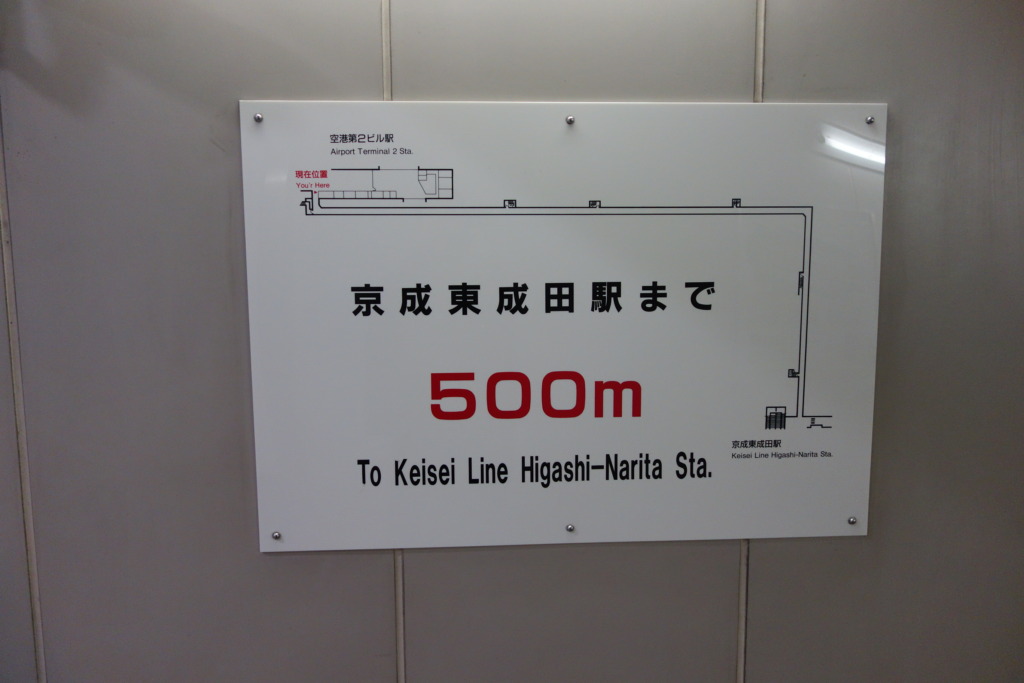 空港第2ビル駅
Airport Terminal 2 Sta.
現在位置
You'r Here
京成東成田駅まで
500m
To Keisei Line Higashi-Narita Sta.
京成東成田駅
Keisei Line Higashi-Narita Sta.